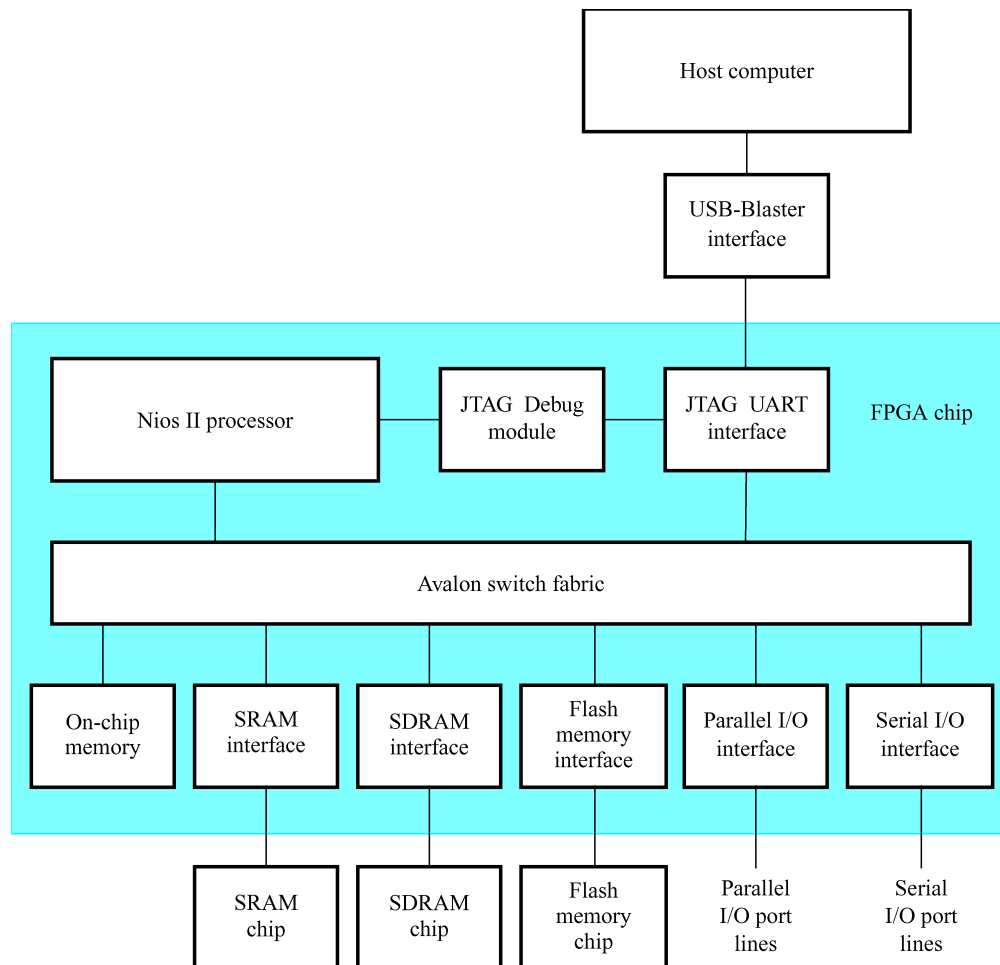 Host computer
USB-Blaster
interface
Nios II processor
JTAG Debug
module
JTAG UART
interface
FPGA chip
Avalon switch fabric
On-chip
memory
SRAM
interface
SDRAM
interface
Flash
memory
interface
Parallel I/O
interface
Serial I/O
interface
SRAM
chip
SDRAM
chip
Flash
memory
chip
Parallel
I/O port
lines
Serial
I/O port
lines